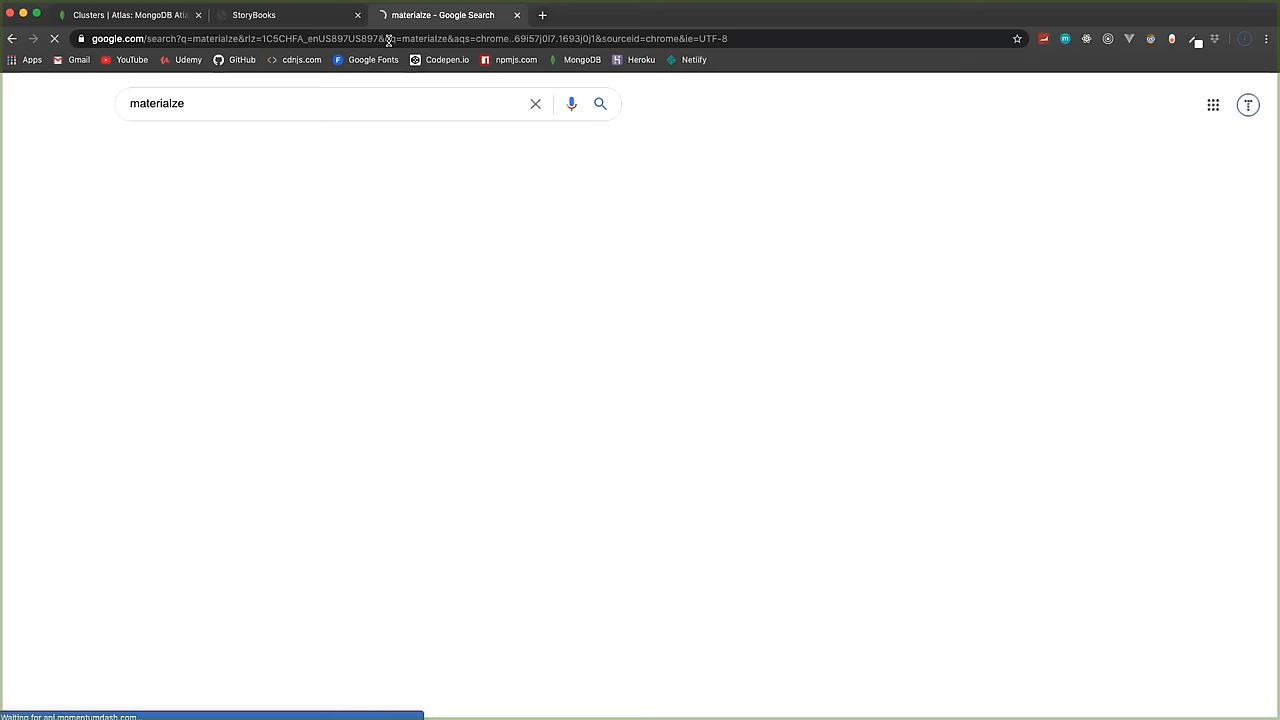 Clusters | Atlas: MongoDB Atla
StoryBooks
materialze - Google Search
google.com/search?q=materialze&rlz=1C5CHFA_enUS897US897&oq=materialze&aqs=chrome..69i57j0l7.1693j0j1&sourceid=chrome&ie=UTF-8
Apps
Gmail
YouTube
Udemy
GitHub
cdnjs.com
Google Fonts
Codepen.io
npmjs.com
MongoDB
Heroku
Netlify
materialze
Waiting for api.momentumdash.com...